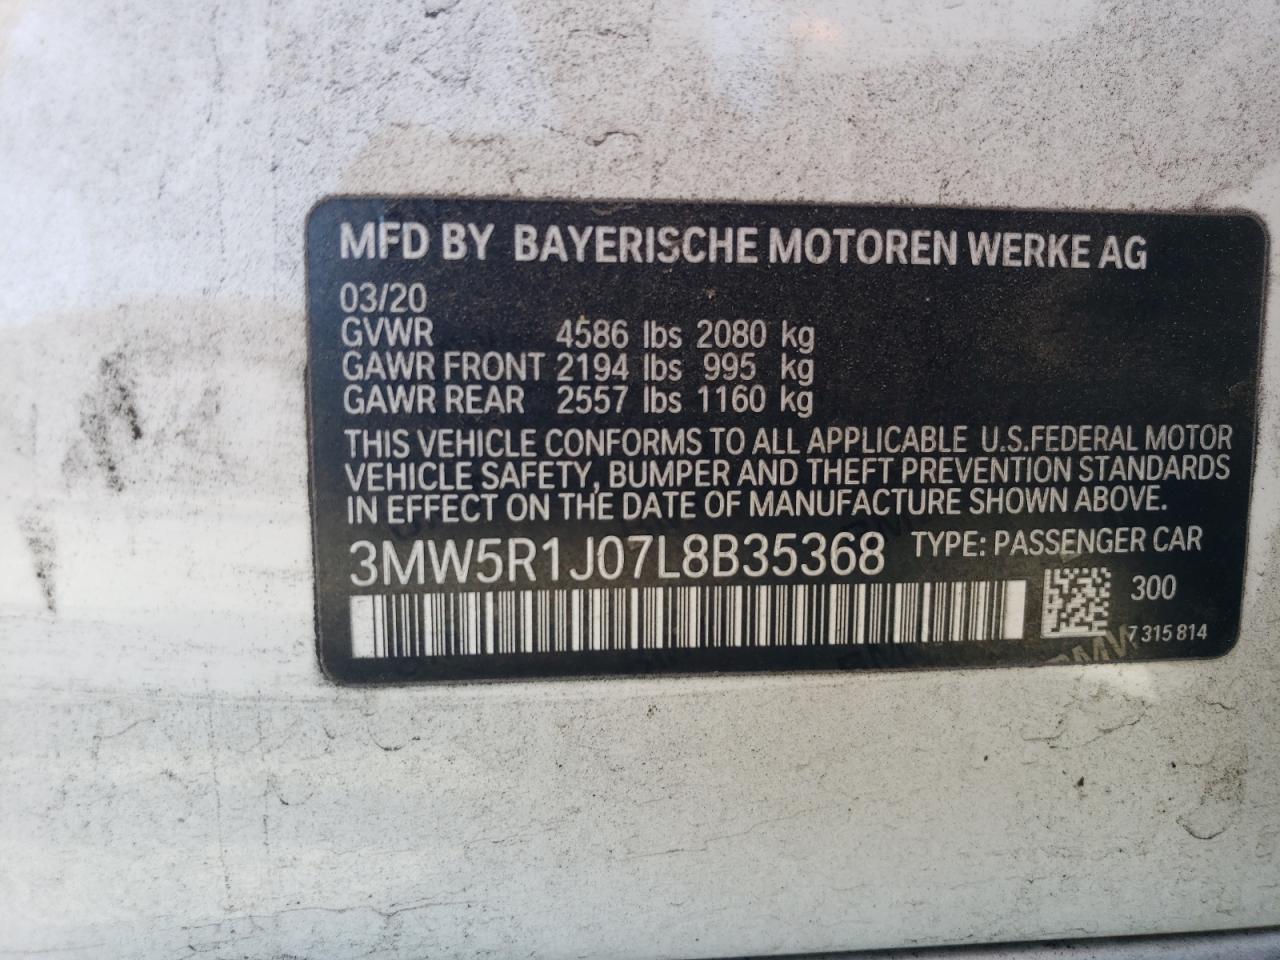 MFD BY BAYERISCHE MOTOREN WERKE AG
03/20
GVWR 4586 lbs 2080 kg
GAWR FRONT 2194 lbs 995 kg
GAWR REAR 2557 lbs 1160 kg
THIS VEHICLE CONFORMS TO ALL APPLICABLE U.S.FEDERAL MOTOR
VEHICLE SAFETY, BUMPER AND THEFT PREVENTION STANDARDS
IN EFFECT ON THE DATE OF MANUFACTURE SHOWN ABOVE.
3MW5R1J07L8B35368 TYPE: PASSENGER CAR
300
7 315 814
BMW